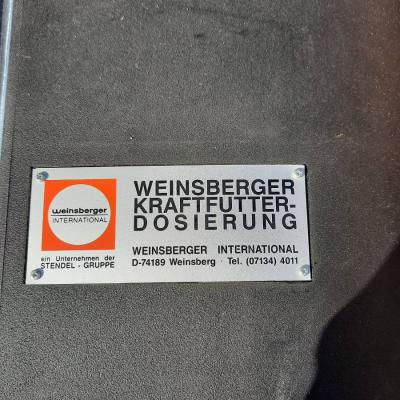 weinsberger
INTERNATIONAL
ein Unternehmen der
STENDEL - GRUPPE
WEINSBERGER
KRAFTFUTTER-
DOSIERUNG
WEINSBERGER INTERNATIONAL
D-74189 Weinsberg · Tel. (07134) 4011